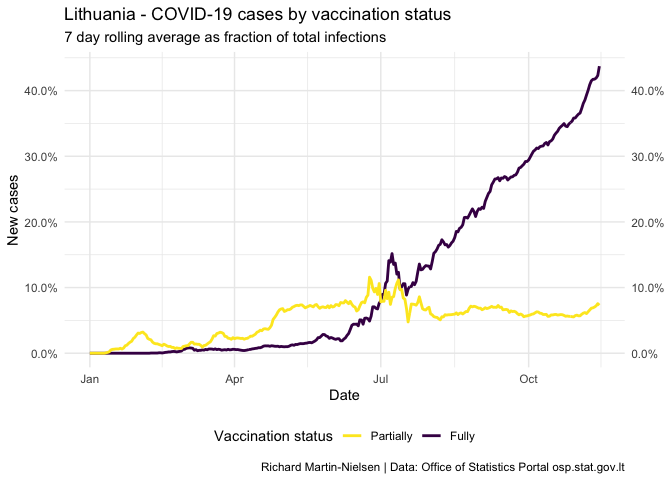 Lithuania - COVID-19 cases by vaccination status
7 day rolling average as fraction of total infections
New cases
40.0%
30.0%
20.0%
10.0%
0.0%
40.0%
30.0%
20.0%
10.0%
0.0%
Jan Apr Jul Oct
Date
Vaccination status Partially Fully
Richard Martin-Nielsen | Data: Office of Statistics Portal osp.stat.gov.lt